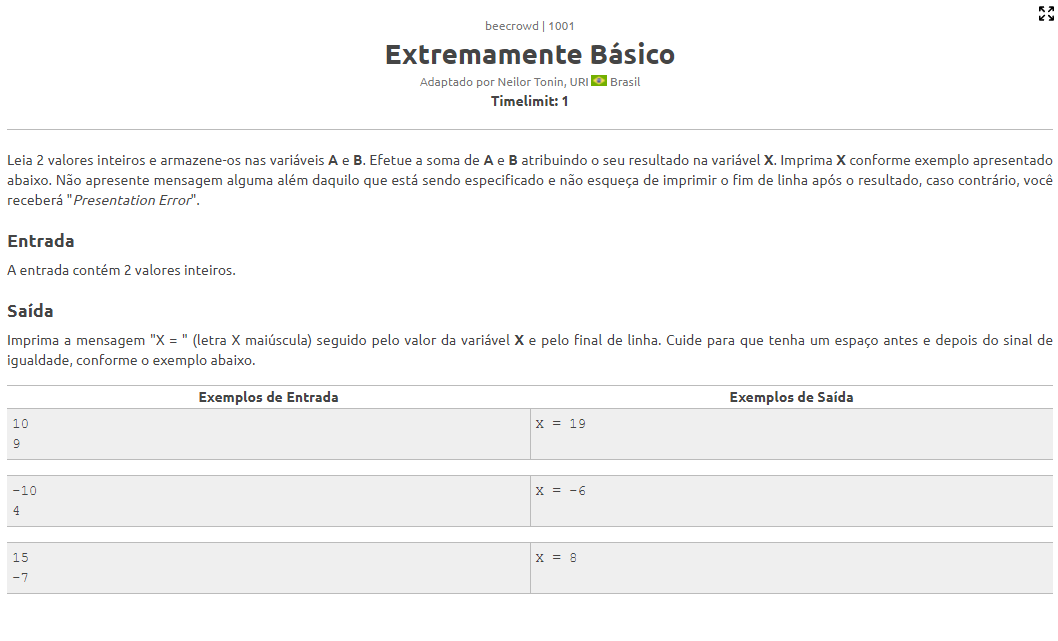 beecrowd | 1001
Extremamente Básico
Adaptado por Neilor Tonin, URI Brasil
Timelimit: 1
Leia 2 valores inteiros e armazene-os nas variáveis A e B. Efetue a soma de A e B atribuindo o seu resultado na variável X. Imprima X conforme exemplo apresentado
abaixo. Não apresente mensagem alguma além daquilo que está sendo especificado e não esqueça de imprimir o fim de linha após o resultado, caso contrário, você
receberá "Presentation Error".
Entrada
A entrada contém 2 valores inteiros.
Saída
Imprima a mensagem "X = " (letra X maiúscula) seguido pelo valor da variável X e pelo final de linha. Cuide para que tenha um espaço antes e depois do sinal de
igualdade, conforme o exemplo abaixo.
Exemplos de Entrada Exemplos de Saída
10 X = 19
9
-10 X = -6
4
15 X = 8
-7